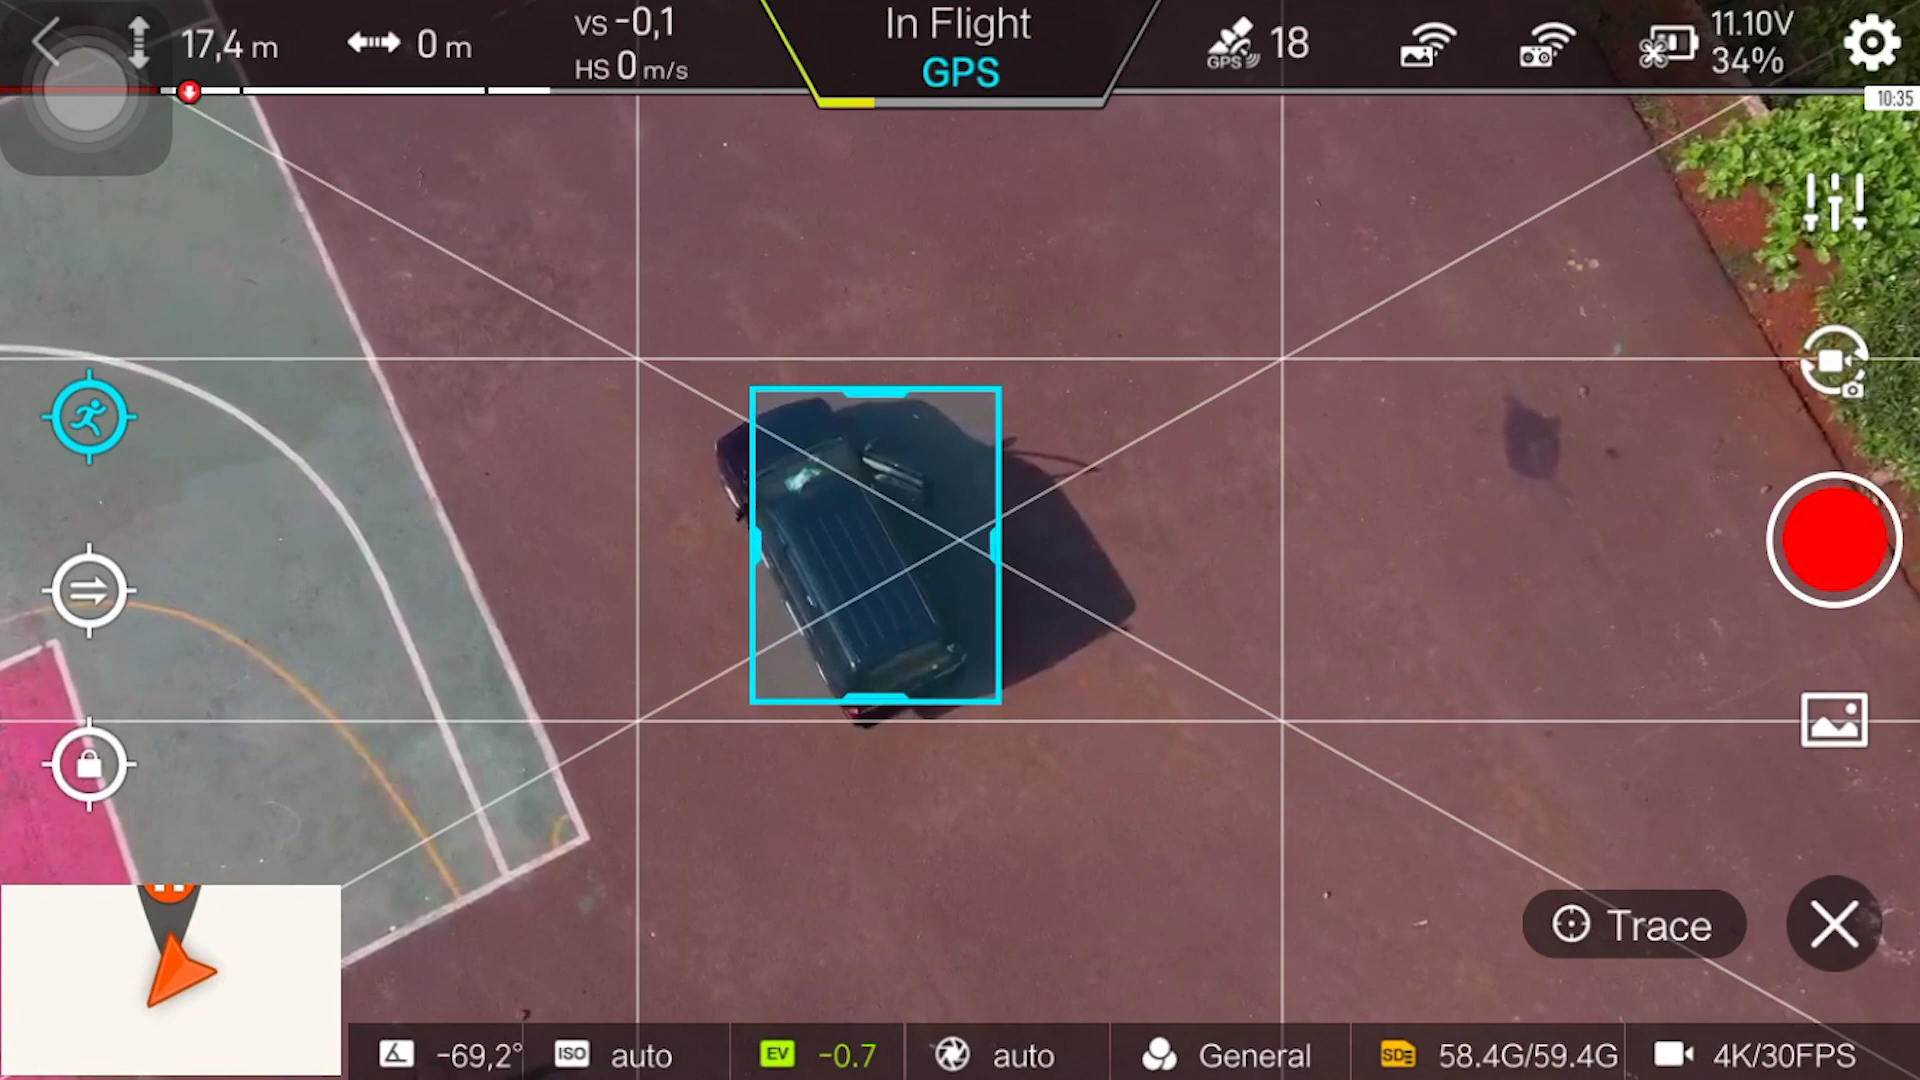 17,4 m
0 m
VS -0,1
HS 0 m/s
In Flight
GPS
GPS
18
11.10V
34%
10:35
Trace
-69,2°
ISO auto
EV -0.7
auto
General
SD 58.4G/59.4G
4K/30FPS